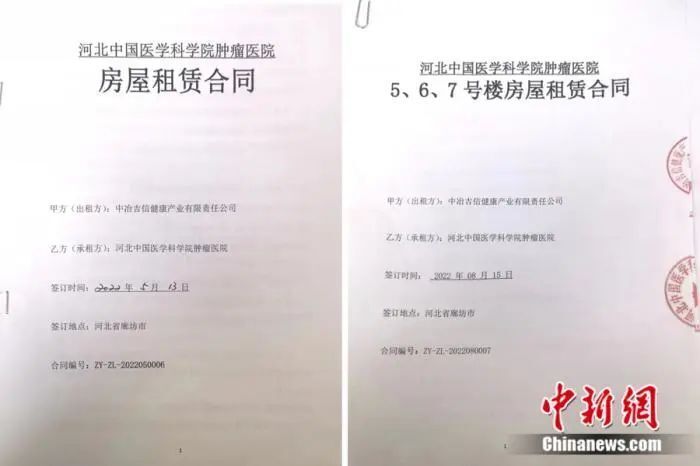 河北中国医学科学院肿瘤医院
房屋租赁合同
甲方（出租方）：中冶吉信健康产业有限责任公司
乙方（承租方）：河北中国医学科学院肿瘤医院
签订时间：2022 年 5 月 13 日
签订地点：河北省廊坊市
合同编号：ZY-ZL-2022050006
1
河北中国医学科学院肿瘤医院
5、6、7 号楼房屋租赁合同
甲方（出租方）：中冶吉信健康产业有限责任公司
乙方（承租方）：河北中国医学科学院肿瘤医院
签订时间： 2022 年 08 月 15 日
签订地点：河北省廊坊市
合同编号：ZY-ZL-2022080007
1
河北中国医学科
中新网
Chinanews.com